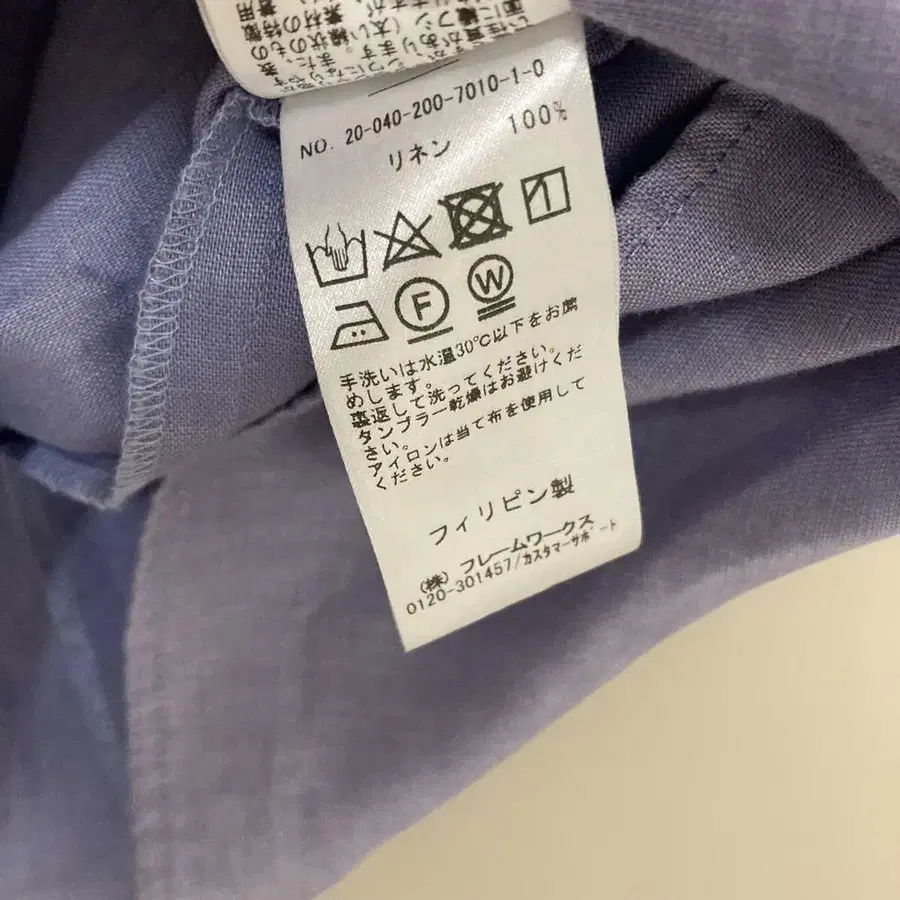 NO. 20-040-200-7010-1-0
リネン 100%
F W
手洗いは水温30℃以下をお薦
めします。
裏返して洗ってください。
タンブラー乾燥はお避けくだ
さい。
アイロンは当て布を使用して
ください。
フィリピン製
(株) フレームワークス
0120-301457/カスタマーサポート